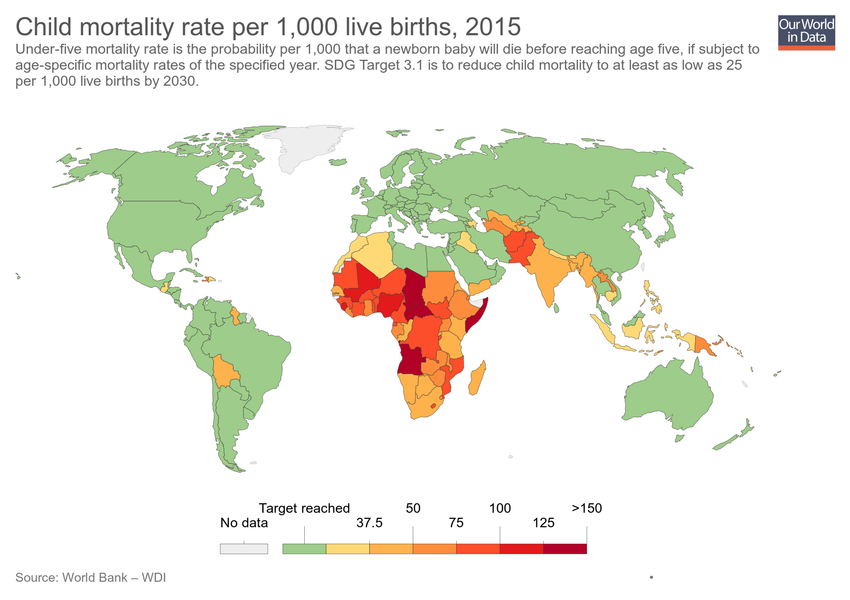 Child mortality rate per 1,000 live births, 2015
Our World
in Data
Under-five mortality rate is the probability per 1,000 that a newborn baby will die before reaching age five, if subject to
age-specific mortality rates of the specified year. SDG Target 3.1 is to reduce child mortality to at least as low as 25
per 1,000 live births by 2030.
Target reached 50 100 >150
No data 37.5 75 125
Source: World Bank – WDI